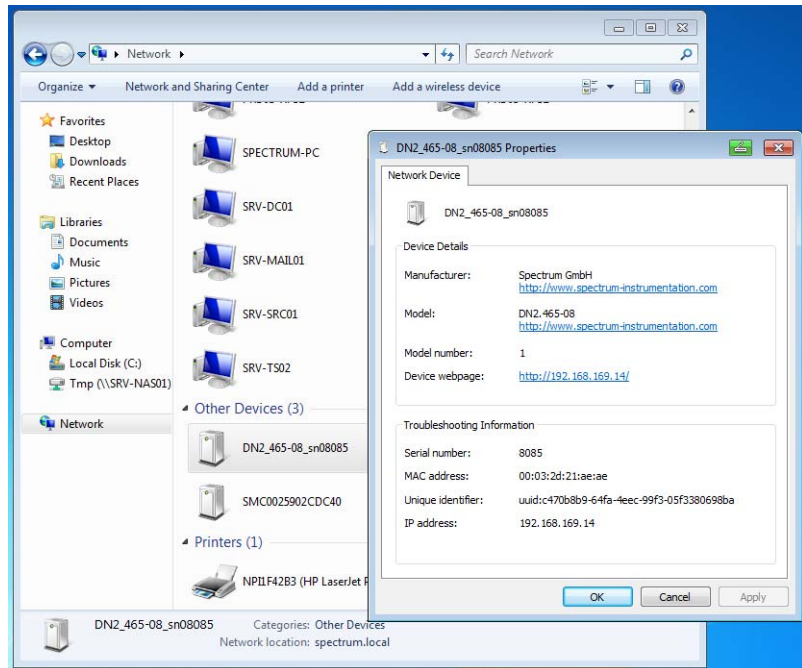 Network
Search Network
Organize
Network and Sharing Center
Add a printer
Add a wireless device
Favorites
Desktop
Downloads
Recent Places
Libraries
Documents
Music
Pictures
Videos
Computer
Local Disk (C:)
Tmp (\\SRV-NAS01)
Network
SPECTRUM-PC
SRV-DC01
SRV-MAIL01
SRV-SRC01
SRV-TS02
Other Devices (3)
DN2_465-08_sn08085
SMC0025902CDC40
Printers (1)
NPI1F42B3 (HP LaserJet
DN2_465-08_sn08085 Categories: Other Devices
Network location: spectrum.local
DN2_465-08_sn08085 Properties
Network Device
DN2_465-08_sn08085
Device Details
Manufacturer: Spectrum GmbH
http://www.spectrum-instrumentation.com
Model: DN2.465-08
http://www.spectrum-instrumentation.com
Model number: 1
Device webpage: http://192.168.169.14/
Troubleshooting Information
Serial number: 8085
MAC address: 00:03:2d:21:ae:ae
Unique identifier: uuid:c470b8b9-64fa-4eec-99f3-05f3380698ba
IP address: 192.168.169.14
OK
Cancel
Apply